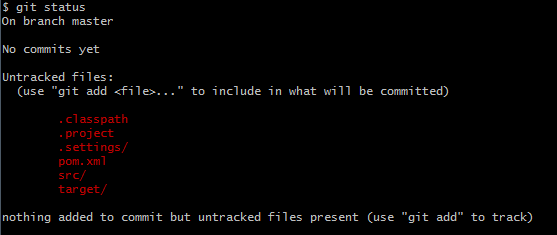 $ git status
On branch master
No commits yet
Untracked files:
(use "git add <file>..." to include in what will be committed)
.classpath
.project
.settings/
pom.xml
src/
target/
nothing added to commit but untracked files present (use "git add" to track)